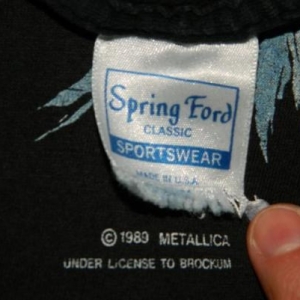 Spring Ford
CLASSIC
SPORTSWEAR
MADE IN U.S.A.
© 1989 METALLICA
UNDER LICENSE TO BROCKUM